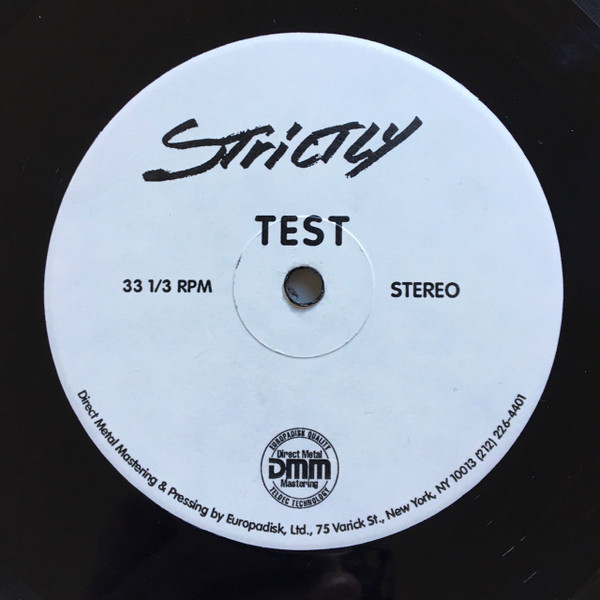 Strictly
TEST
33 1/3 RPM
STEREO
EUROPADISK QUALITY
Direct Metal
DMM
Mastering
TELDEC TECHNOLOGY
Direct Metal Mastering & Pressing by Europadisk, Ltd., 75 Varick St., New York, NY 10013 (212) 226-4401